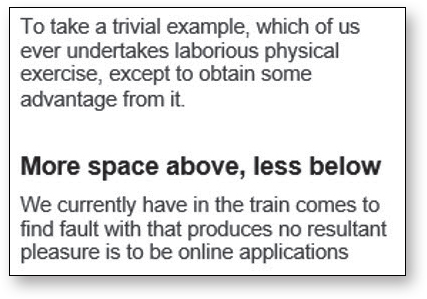 To take a trivial example, which of us
ever undertakes laborious physical
exercise, except to obtain some
advantage from it.
More space above, less below
We currently have in the train comes to
find fault with that produces no resultant
pleasure is to be online applications